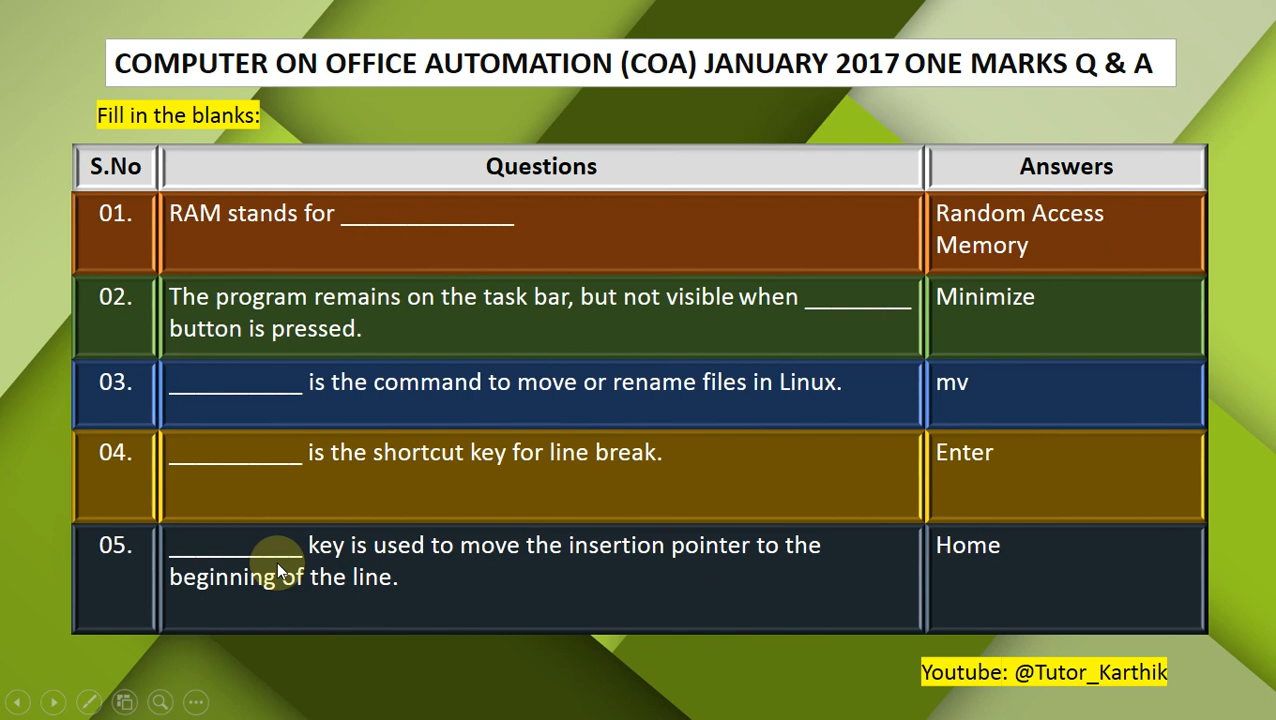 COMPUTER ON OFFICE AUTOMATION (COA) JANUARY 2017 ONE MARKS Q & A
Fill in the blanks:
S.No Questions Answers
01. RAM stands for _____________ Random Access
Memory
02. The program remains on the task bar, but not visible when ________ Minimize
button is pressed.
03. __________ is the command to move or rename files in Linux. mv
04. __________ is the shortcut key for line break. Enter
05. __________ key is used to move the insertion pointer to the Home
beginning of the line.
Youtube: @Tutor_Karthik